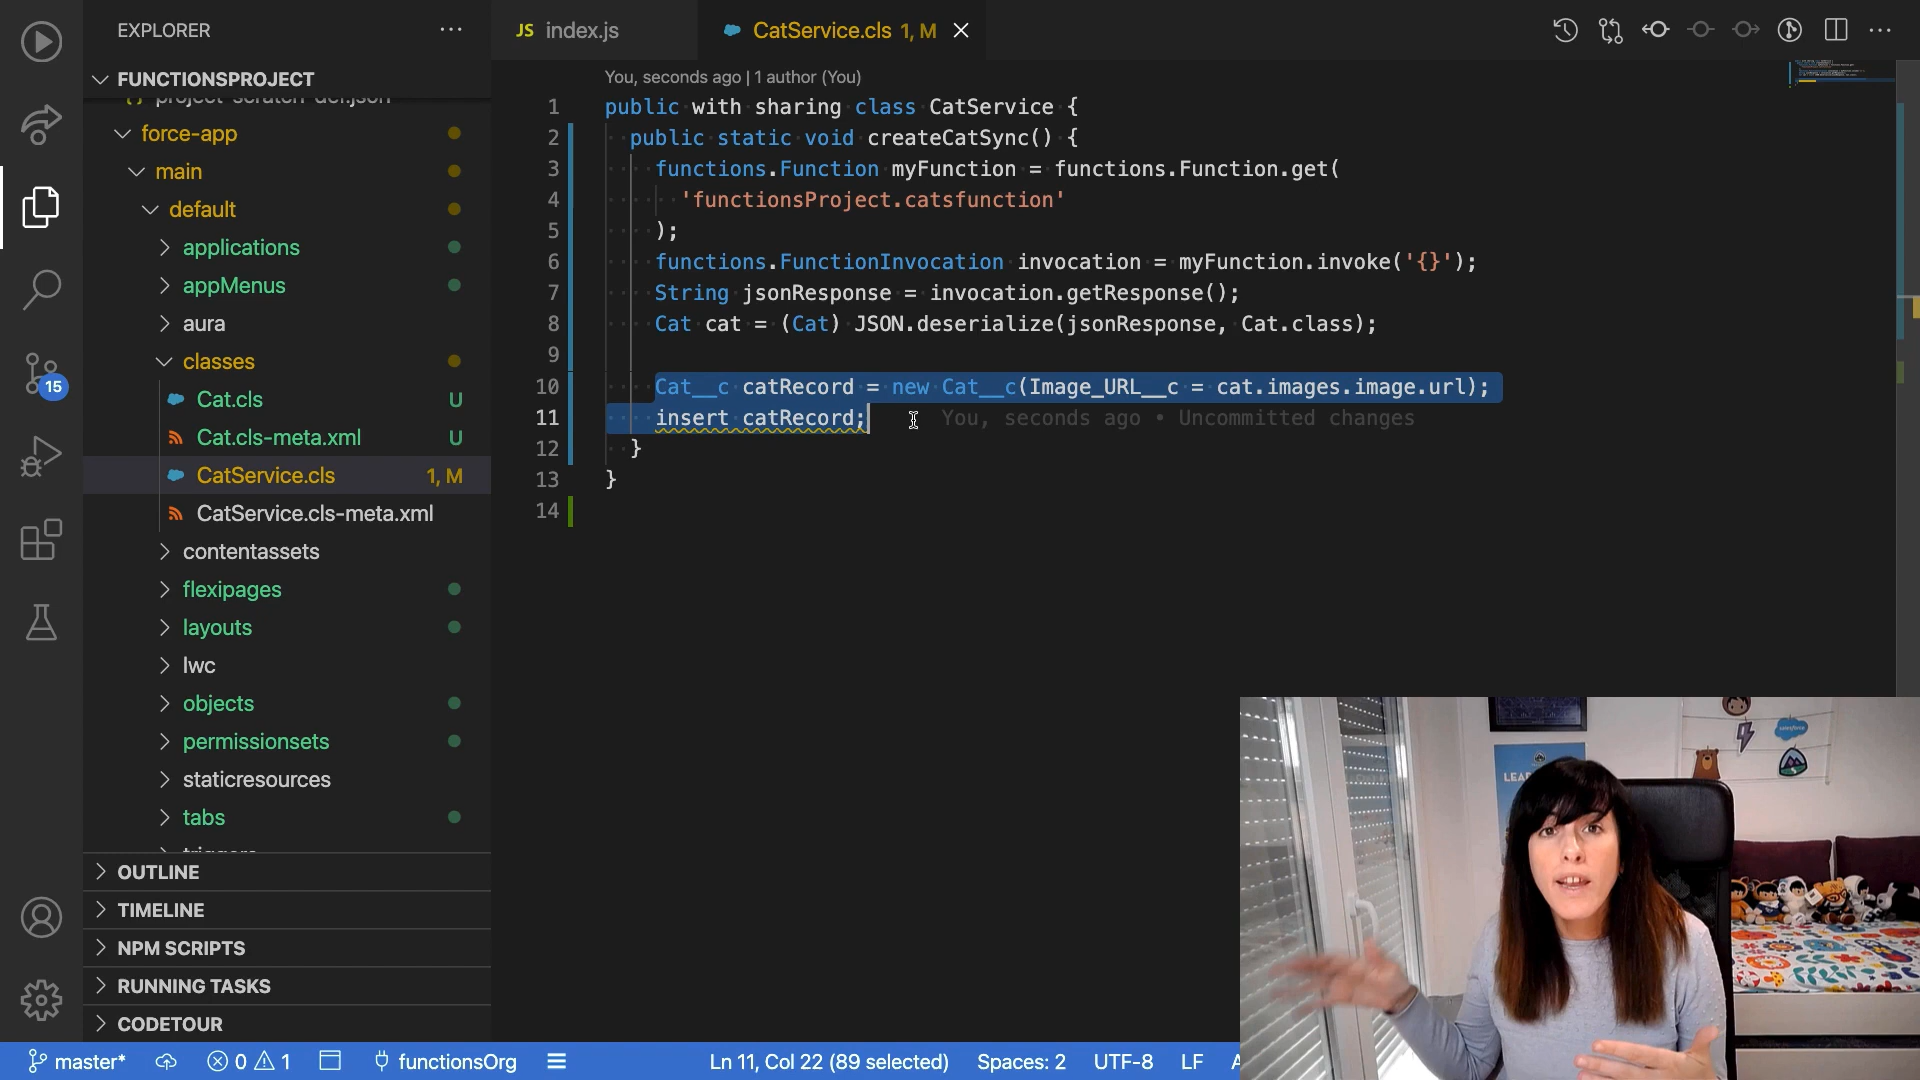 EXPLORER
FUNCTIONSPROJECT
project-scratch-def.json
force-app
main
default
applications
appMenus
aura
classes
Cat.cls U
Cat.cls-meta.xml U
CatService.cls 1, M
CatService.cls-meta.xml
contentassets
flexipages
layouts
lwc
objects
permissionsets
staticresources
tabs
OUTLINE
TIMELINE
NPM SCRIPTS
RUNNING TASKS
CODETOUR
15
JS index.js
CatService.cls 1, M
You, seconds ago | 1 author (You)
1 public with sharing class CatService {
2 public static void createCatSync() {
3 functions.Function myFunction = functions.Function.get(
4 'functionsProject.catsfunction'
5 );
6 functions.FunctionInvocation invocation = myFunction.invoke('{}');
7 String jsonResponse = invocation.getResponse();
8 Cat cat = (Cat) JSON.deserialize(jsonResponse, Cat.class);
9
10 Cat__c catRecord = new Cat__c(Image_URL__c = cat.images.image.url);
11 insert catRecord; You, seconds ago • Uncommitted changes
12 }
13 }
14
salesforce
master* 0 1 functionsOrg Ln 11, Col 22 (89 selected) Spaces: 2 UTF-8 LF